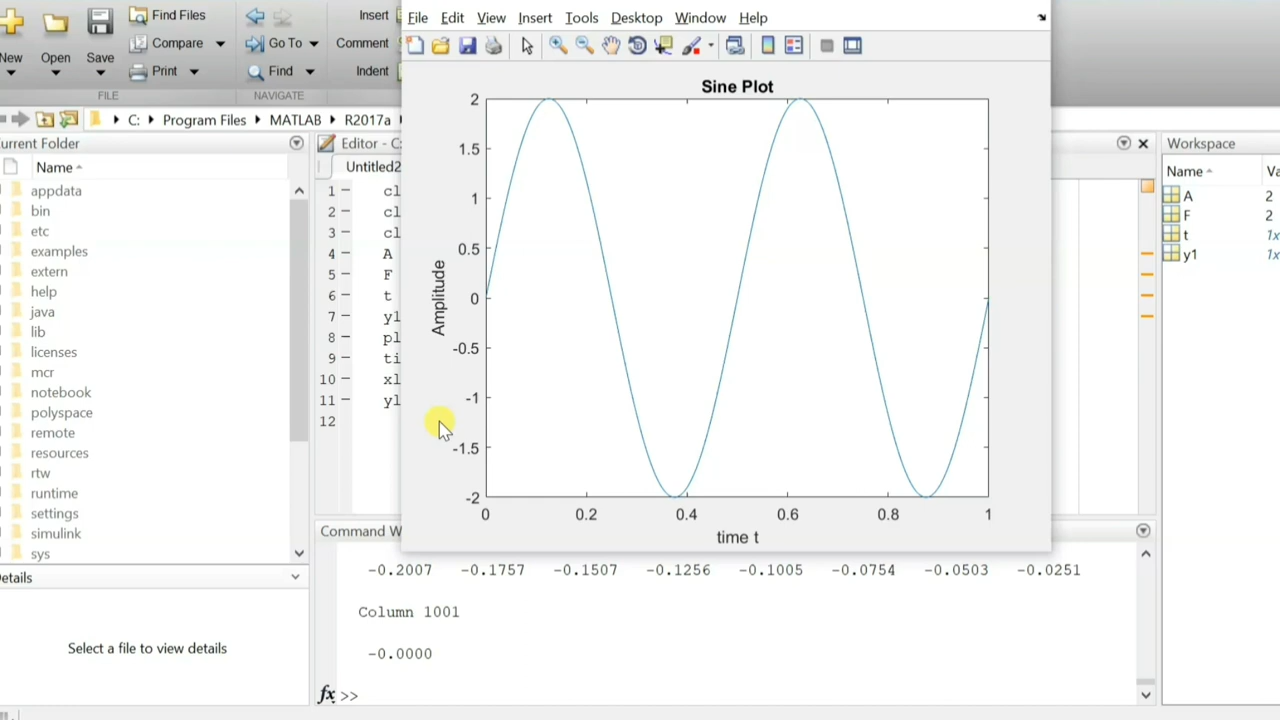 New
Open
Save
Find Files
Compare
Print
FILE
Go To
Find
NAVIGATE
Insert
Comment
Indent
File Edit View Insert Tools Desktop Window Help
C: Program Files MATLAB R2017a
urrent Folder
Name
appdata
bin
etc
examples
extern
help
java
lib
licenses
mcr
notebook
polyspace
remote
resources
rtw
runtime
settings
simulink
sys
etails
Select a file to view details
Editor - C:
Untitled2
1 cl
2 cl
3 cl
4 A
5 F
6 t
7 y1
8 pl
9 ti
10 xl
11 yl
12
Sine Plot
Amplitude
2
1.5
1
0.5
0
-0.5
-1
-1.5
-2
0 0.2 0.4 0.6 0.8 1
time t
Command W
-0.2007 -0.1757 -0.1507 -0.1256 -0.1005 -0.0754 -0.0503 -0.0251
Column 1001
-0.0000
fx >>
Workspace
Name Va
A 2
F 2
t 1x
y1 1x